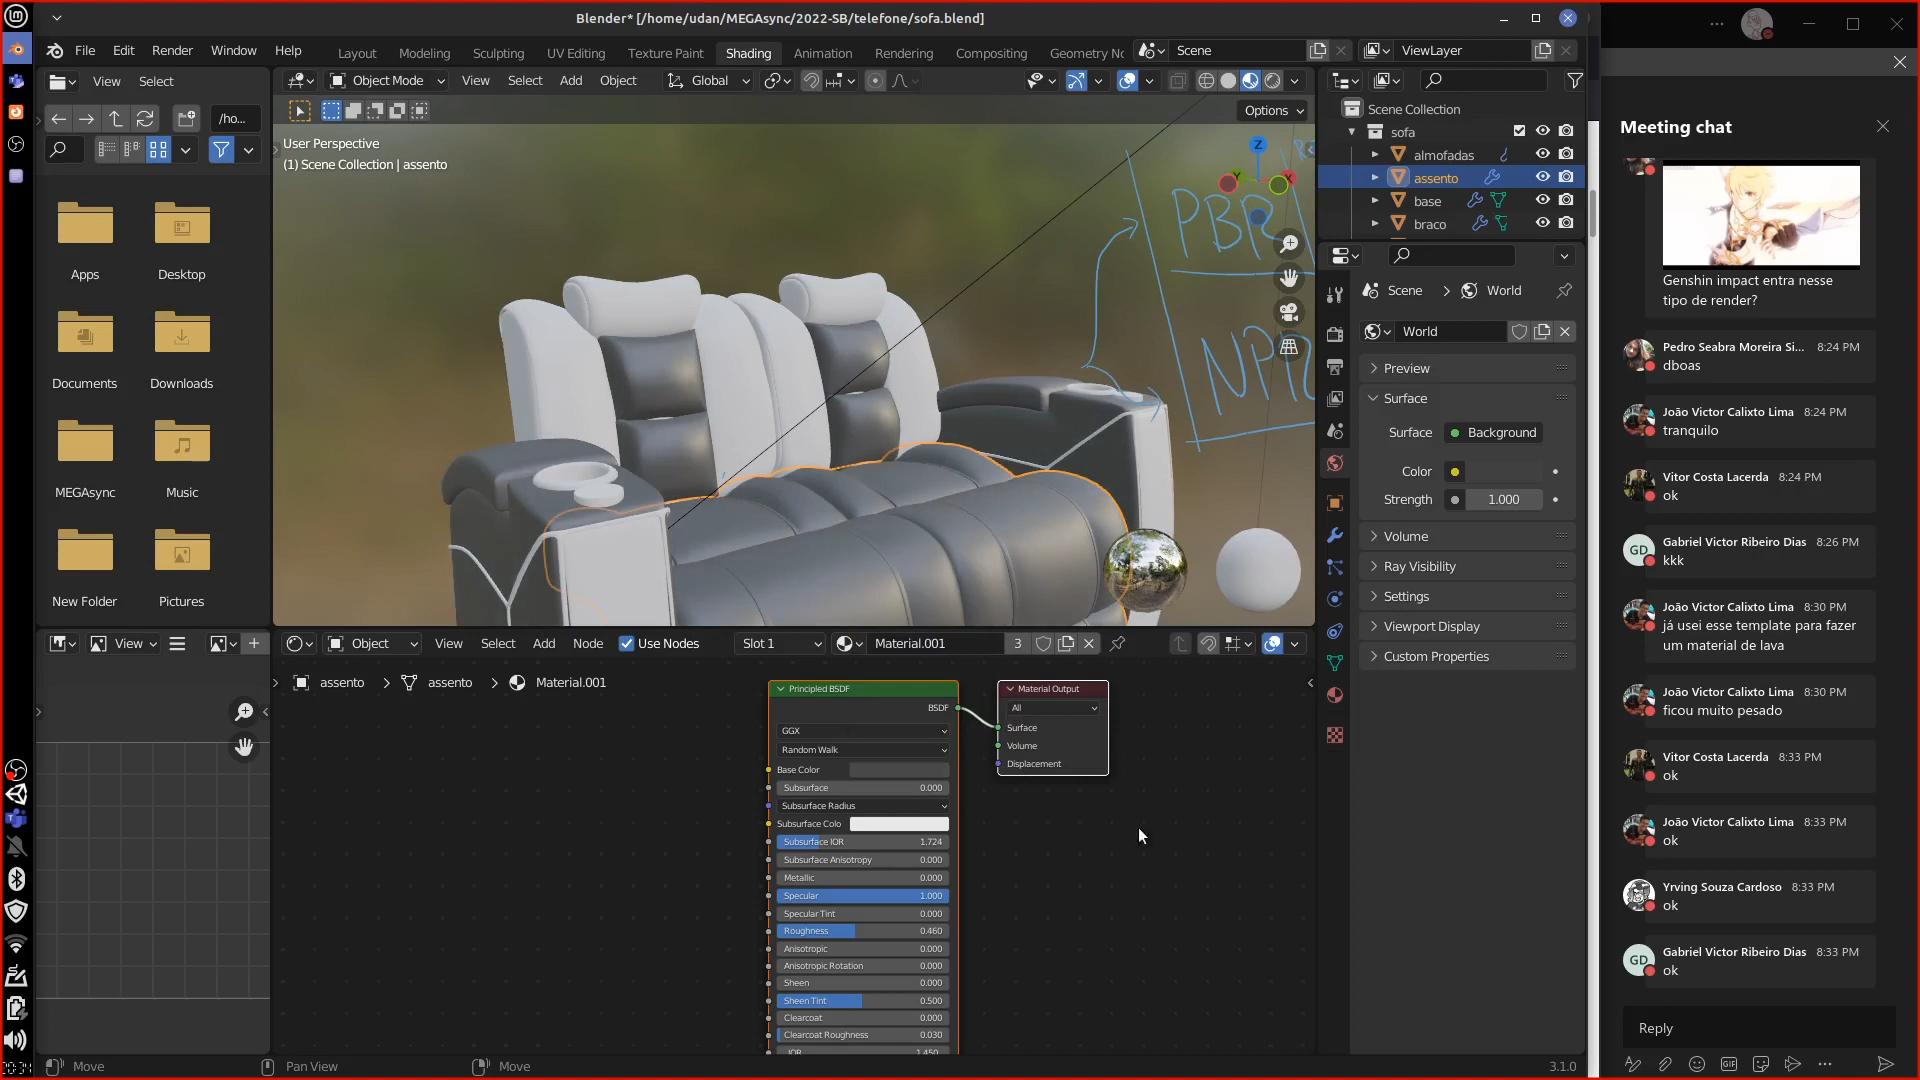 Blender* [/home/udan/MEGAsync/2022-SB/telefone/sofa.blend]
File Edit Render Window Help
Layout Modeling Sculpting UV Editing Texture Paint Shading Animation Rendering Compositing Geometry Nc
Scene
ViewLayer
View Select
Object Mode View Select Add Object Global
Options
/ho...
Apps
Desktop
Documents
Downloads
MEGAsync
Music
New Folder
Pictures
User Perspective
(1) Scene Collection | assento
Z
Y
X
PBR
NPR
Scene Collection
sofa
almofadas
assento
base
braco
Scene > World
World
Preview
Surface
Surface Background
Color
Strength 1.000
Volume
Ray Visibility
Settings
Viewport Display
Custom Properties
View
Object View Select Add Node Use Nodes Slot 1 Material.001 3
assento > assento > Material.001
Principled BSDF
BSDF
GGX
Random Walk
Base Color
Subsurface 0.000
Subsurface Radius
Subsurface Colo
Subsurface IOR 1.724
Subsurface Anisotropy 0.000
Metallic 0.000
Specular 1.000
Specular Tint 0.000
Roughness 0.460
Anisotropic 0.000
Anisotropic Rotation 0.000
Sheen 0.000
Sheen Tint 0.500
Clearcoat 0.000
Clearcoat Roughness 0.030
IOR 1.450
Material Output
All
Surface
Volume
Displacement
Move
Pan View
Move
3.1.0
Meeting chat
Genshin impact entra nesse
tipo de render?
Pedro Seabra Moreira Si... 8:24 PM
dboas
João Victor Calixto Lima 8:24 PM
tranquilo
Vitor Costa Lacerda 8:24 PM
ok
GD
Gabriel Victor Ribeiro Dias 8:26 PM
kkk
João Victor Calixto Lima 8:30 PM
já usei esse template para fazer
um material de lava
João Victor Calixto Lima 8:30 PM
ficou muito pesado
Vitor Costa Lacerda 8:33 PM
ok
João Victor Calixto Lima 8:33 PM
ok
Yrving Souza Cardoso 8:33 PM
ok
GD
Gabriel Victor Ribeiro Dias 8:33 PM
ok
Reply
GIF